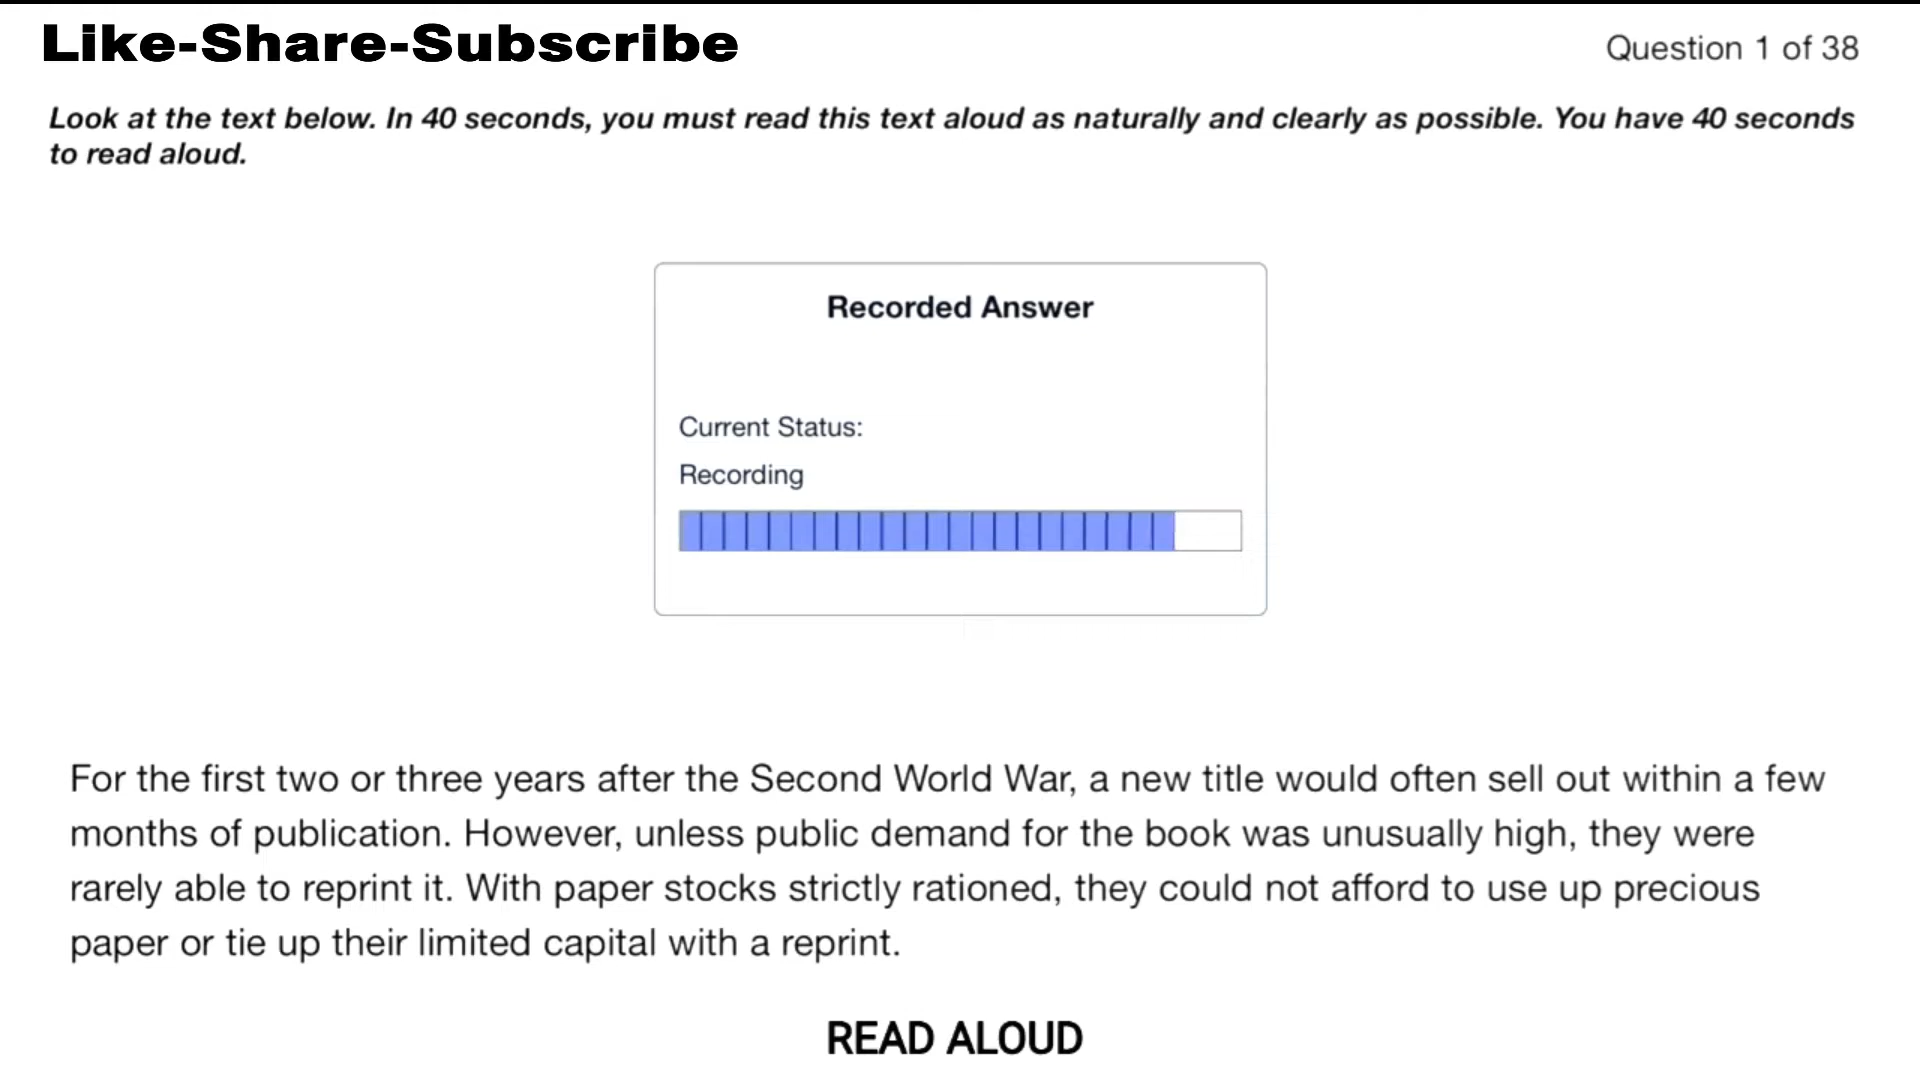 Like-Share-Subscribe
Question 1 of 38
Look at the text below. In 40 seconds, you must read this text aloud as naturally and clearly as possible. You have 40 seconds
to read aloud.
Recorded Answer
Current Status:
Recording
For the first two or three years after the Second World War, a new title would often sell out within a few
months of publication. However, unless public demand for the book was unusually high, they were
rarely able to reprint it. With paper stocks strictly rationed, they could not afford to use up precious
paper or tie up their limited capital with a reprint.
READ ALOUD